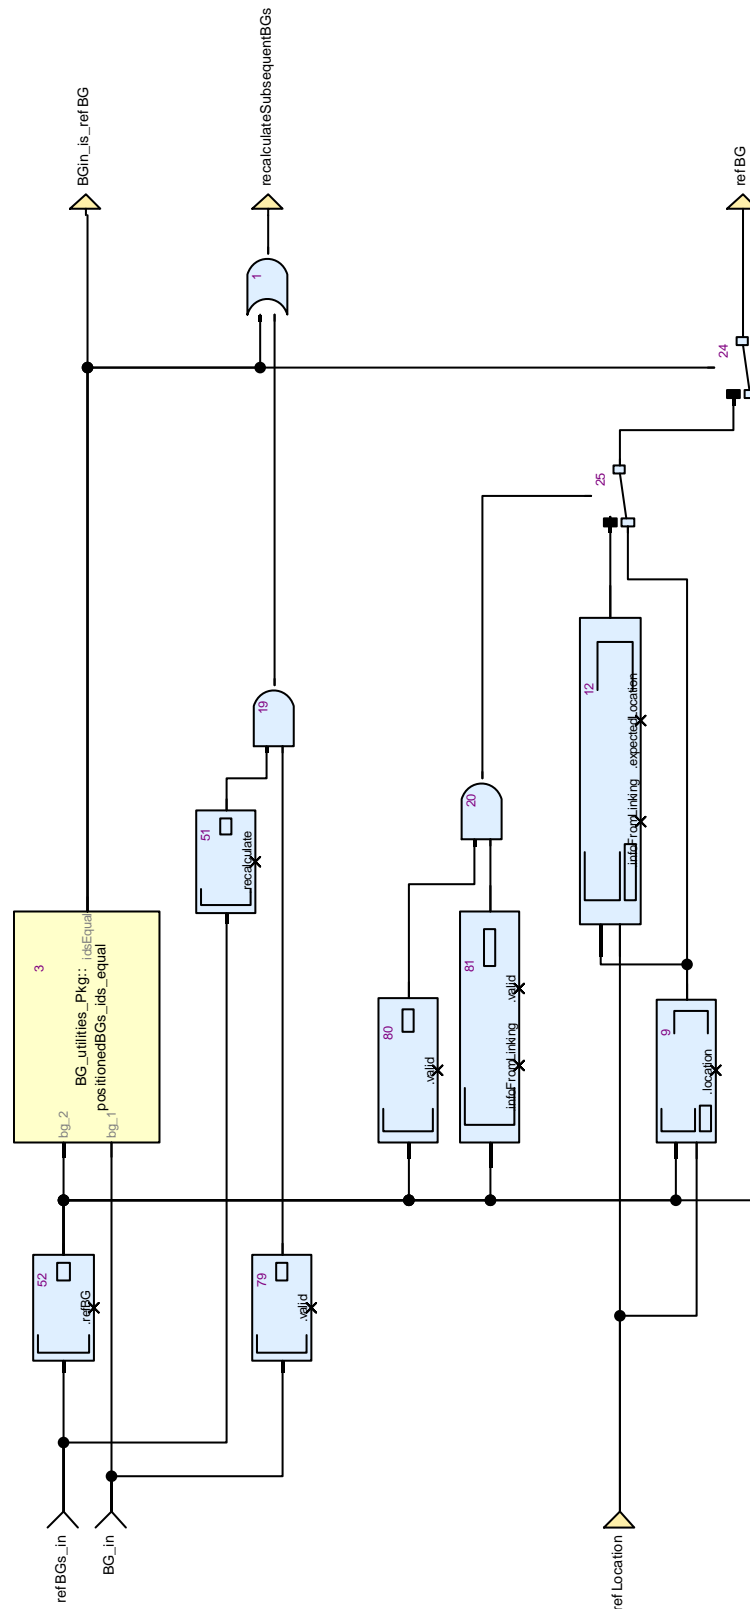 BGin_is_refBG
recalculateSubsequentBGs
refBG
1
24
25
19
12
infoFromLinking .expectedLocation
20
51
recalculate
3
BG_utilities_Pkg::
positionedBGs_ids_equal
idsEqual
bg_2
bg_1
80
.valid
81
infoFromLinking .valid
9
.location
52
.refBG
79
.valid
refBGs_in
BG_in
refLocation